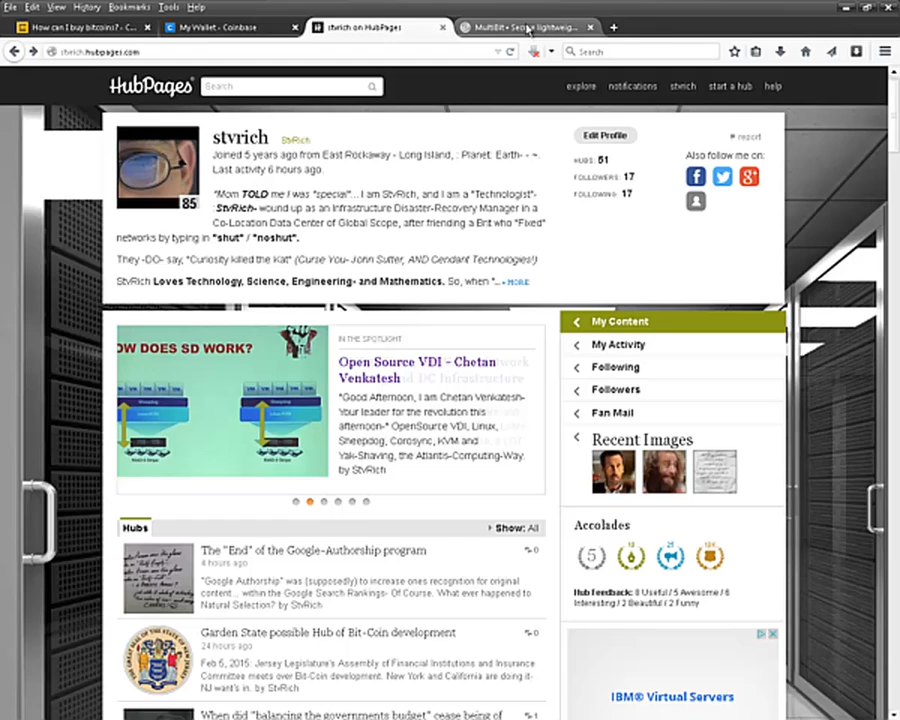 File Edit View History Bookmarks Tools Help
How can I buy bitcoins? - C...
My Wallet - Coinbase
stvrich on HubPages
MultiBit •
lightweig...
stvrich.hubpages.com
Search
HubPages
Search
explore notifications stvrich start a hub help
stvrich StvRich
Joined 5 years ago from East Rockaway - Long Island, : Planet: Earth- - ~.
Last activity 6 hours ago.
85
"Mom TOLD me I was "special"... I am StvRich, and I am a "Technologist"-
:StvRich- wound up as an Infrastructure Disaster-Recovery Manager in a
Co-Location Data Center of Global Scope, after friending a Brit who "Fixed"
networks by typing in "shut" / "noshut".
They -DO- say, "Curiosity killed the Kat" (Curse You- John Sutter, AND Cendant Technologies!)
StvRich Loves Technology, Science, Engineering- and Mathematics. So, when "...+ MORE
Edit Profile
HUBS: 51
FOLLOWERS: 17
FOLLOWING: 17
report
Also follow me on:
OW DOES SD WORK?
IN THE SPOTLIGHT
Open Source VDI - Chetan
Venkatesh
"Good Afternoon, I am Chetan Venkatesh-
Your leader for the revolution this
afternoon-" OpenSource VDI, Linux,
Sheepdog, Corosync, KVM and
Yak-Shaving, the Atlantis-Computing-Way.
by StvRich
My Content
My Activity
Following
Followers
Fan Mail
Recent Images
Accolades
5
Hub Feedback: 8 Useful / 5 Awesome / 6
Interesting / 2 Beautiful / 2 Funny
Hubs
Show: All
The "End" of the Google-Authorship program
0
4 hours ago
"Google Authorship" was (supposedly) to increase ones recognition for original
content... within the Google Search Rankings- Of Course. What ever happened to
Natural Selection? by StvRich
Garden State possible Hub of Bit-Coin development
0
24 hours ago
Feb 5, 2015: Jersey Legislature's Assembly of Financial Institutions and Insurance
Committee meets over Bit-Coin development. New York and California are doing it-
NJ want's in. by StvRich
When did "balancing the governments budget" cease being of
1
IBM® Virtual Servers